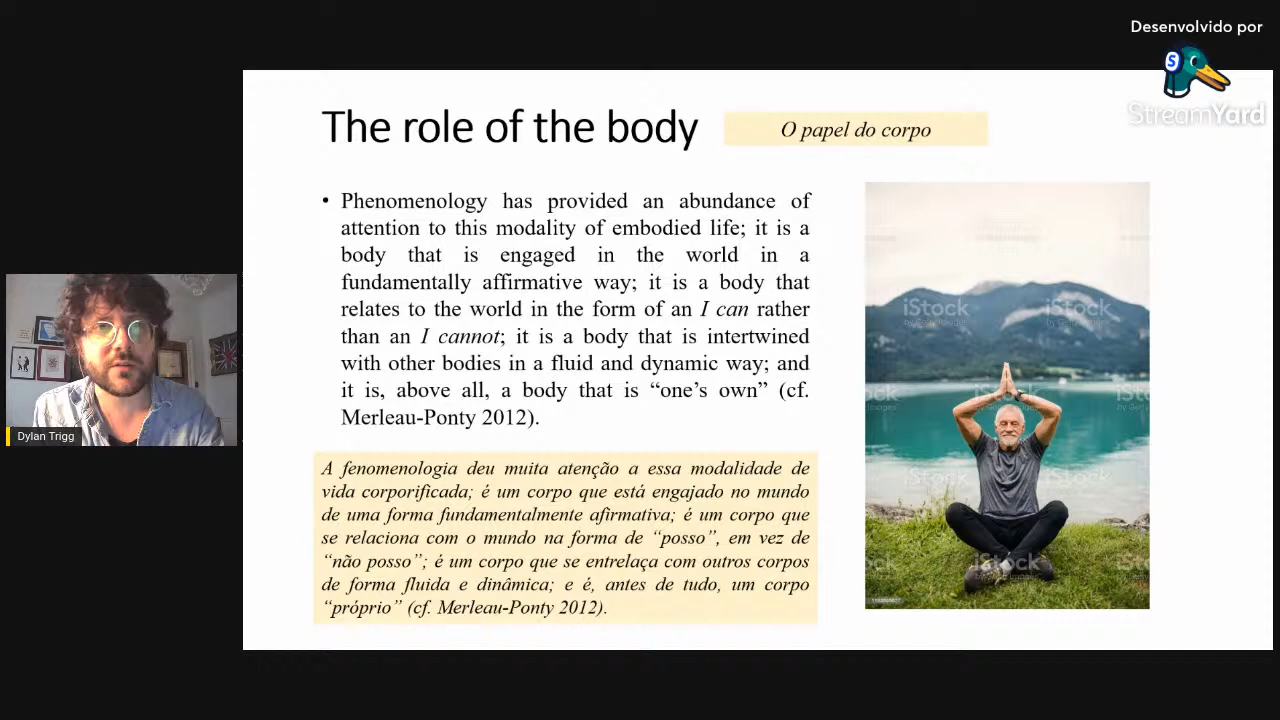 Desenvolvido por
S
StreamYard
The role of the body
O papel do corpo
• Phenomenology has provided an abundance of
attention to this modality of embodied life; it is a
body that is engaged in the world in a
fundamentally affirmative way; it is a body that
relates to the world in the form of an I can rather
than an I cannot; it is a body that is intertwined
with other bodies in a fluid and dynamic way; and
it is, above all, a body that is “one’s own” (cf.
Merleau-Ponty 2012).
A fenomenologia deu muita atenção a essa modalidade de
vida corporificada; é um corpo que está engajado no mundo
de uma forma fundamentalmente afirmativa; é um corpo que
se relaciona com o mundo na forma de “posso”, em vez de
“não posso”; é um corpo que se entrelaça com outros corpos
de forma fluida e dinâmica; e é, antes de tudo, um corpo
“próprio” (cf. Merleau-Ponty 2012).
iStock
iStock
iStock
iStock
iStock
iStock
Dylan Trigg